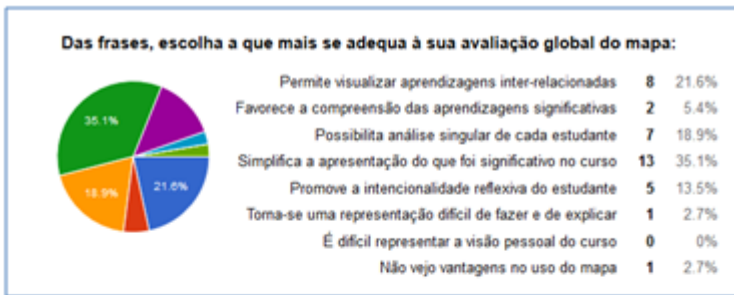 Das frases, escolha a que mais se adequa à sua avaliação global do mapa:
Permite visualizar aprendizagens inter-relacionadas 8 21.6%
Favorece a compreensão das aprendizagens significativas 2 5.4%
Possibilita análise singular de cada estudante 7 18.9%
Simplifica a apresentação do que foi significativo no curso 13 35.1%
Promove a intencionalidade reflexiva do estudante 5 13.5%
Torna-se uma representação difícil de fazer e de explicar 1 2.7%
É difícil representar a visão pessoal do curso 0 0%
Não vejo vantagens no uso do mapa 1 2.7%
35.1%
18.9%
21.6%